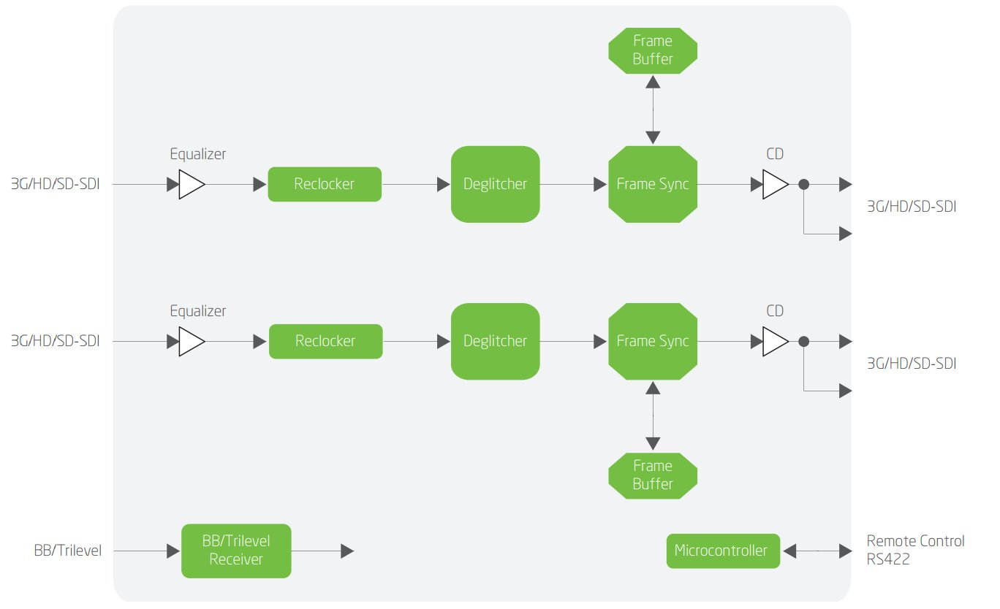 Frame
Buffer
Equalizer
CD
3G/HD/SD-SDI
Reclocker
Deglitcher
Frame Sync
3G/HD/SD-SDI
Equalizer
CD
3G/HD/SD-SDI
Reclocker
Deglitcher
Frame Sync
3G/HD/SD-SDI
Frame
Buffer
BB/Trilevel
BB/Trilevel
Receiver
Microcontroller
Remote Control
RS422